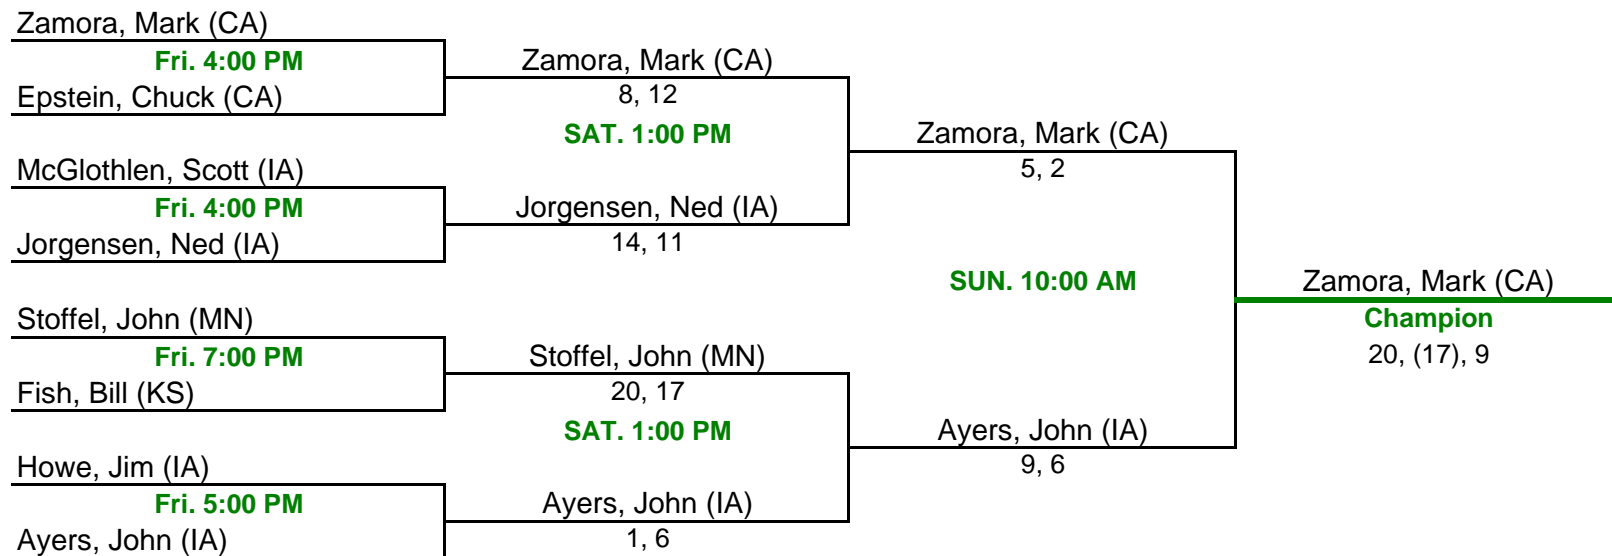 Zamora, Mark (CA)
Fri. 4:00 PM
Epstein, Chuck (CA)
McGlothlen, Scott (IA)
Fri. 4:00 PM
Jorgensen, Ned (IA)
Stoffel, John (MN)
Fri. 7:00 PM
Fish, Bill (KS)
Howe, Jim (IA)
Fri. 5:00 PM
Ayers, John (IA)
Zamora, Mark (CA)
8, 12
SAT. 1:00 PM
Jorgensen, Ned (IA)
14, 11
Stoffel, John (MN)
20, 17
SAT. 1:00 PM
Ayers, John (IA)
1, 6
Zamora, Mark (CA)
5, 2
SUN. 10:00 AM
Ayers, John (IA)
9, 6
Zamora, Mark (CA)
Champion
20, (17), 9